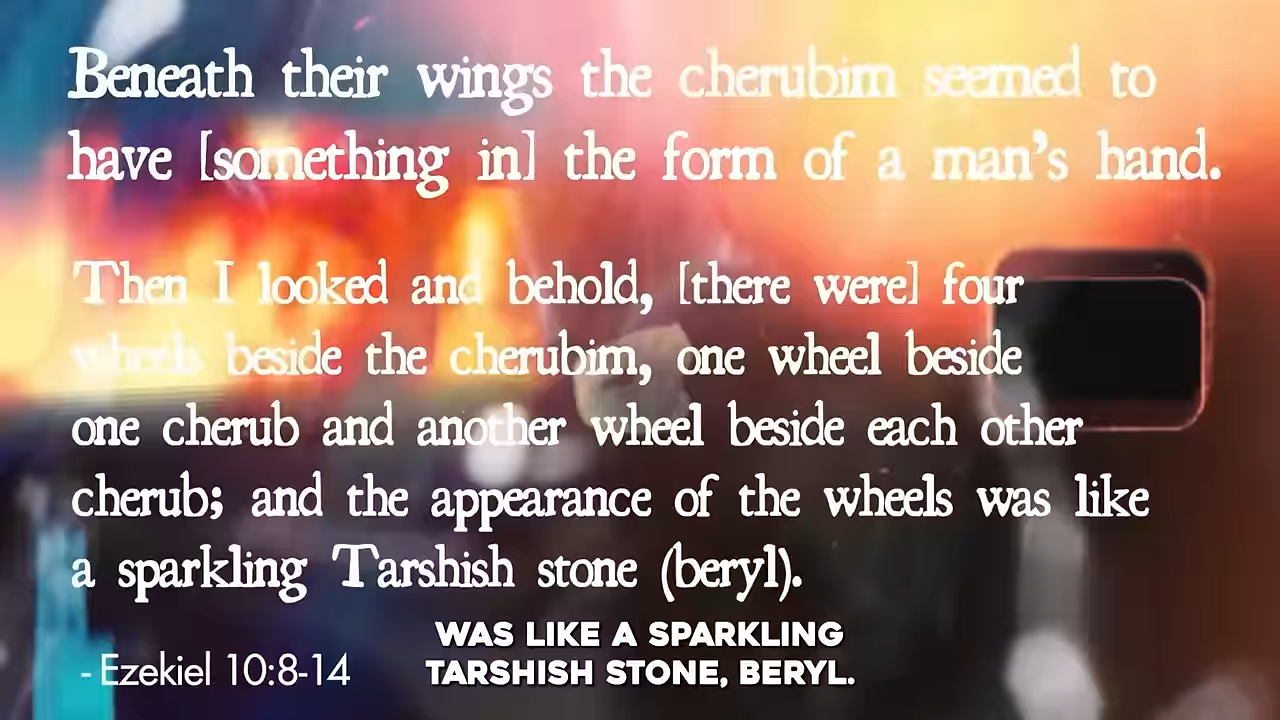 Beneath their wings the cherubim seemed to
have [something in] the form of a man's hand.
Then I looked and behold, [there were] four
wheels beside the cherubim, one wheel beside
one cherub and another wheel beside each other
cherub; and the appearance of the wheels was like
a sparkling Tarshish stone (beryl).
WAS LIKE A SPARKLING
TARSHISH STONE, BERYL.
- Ezekiel 10:8-14